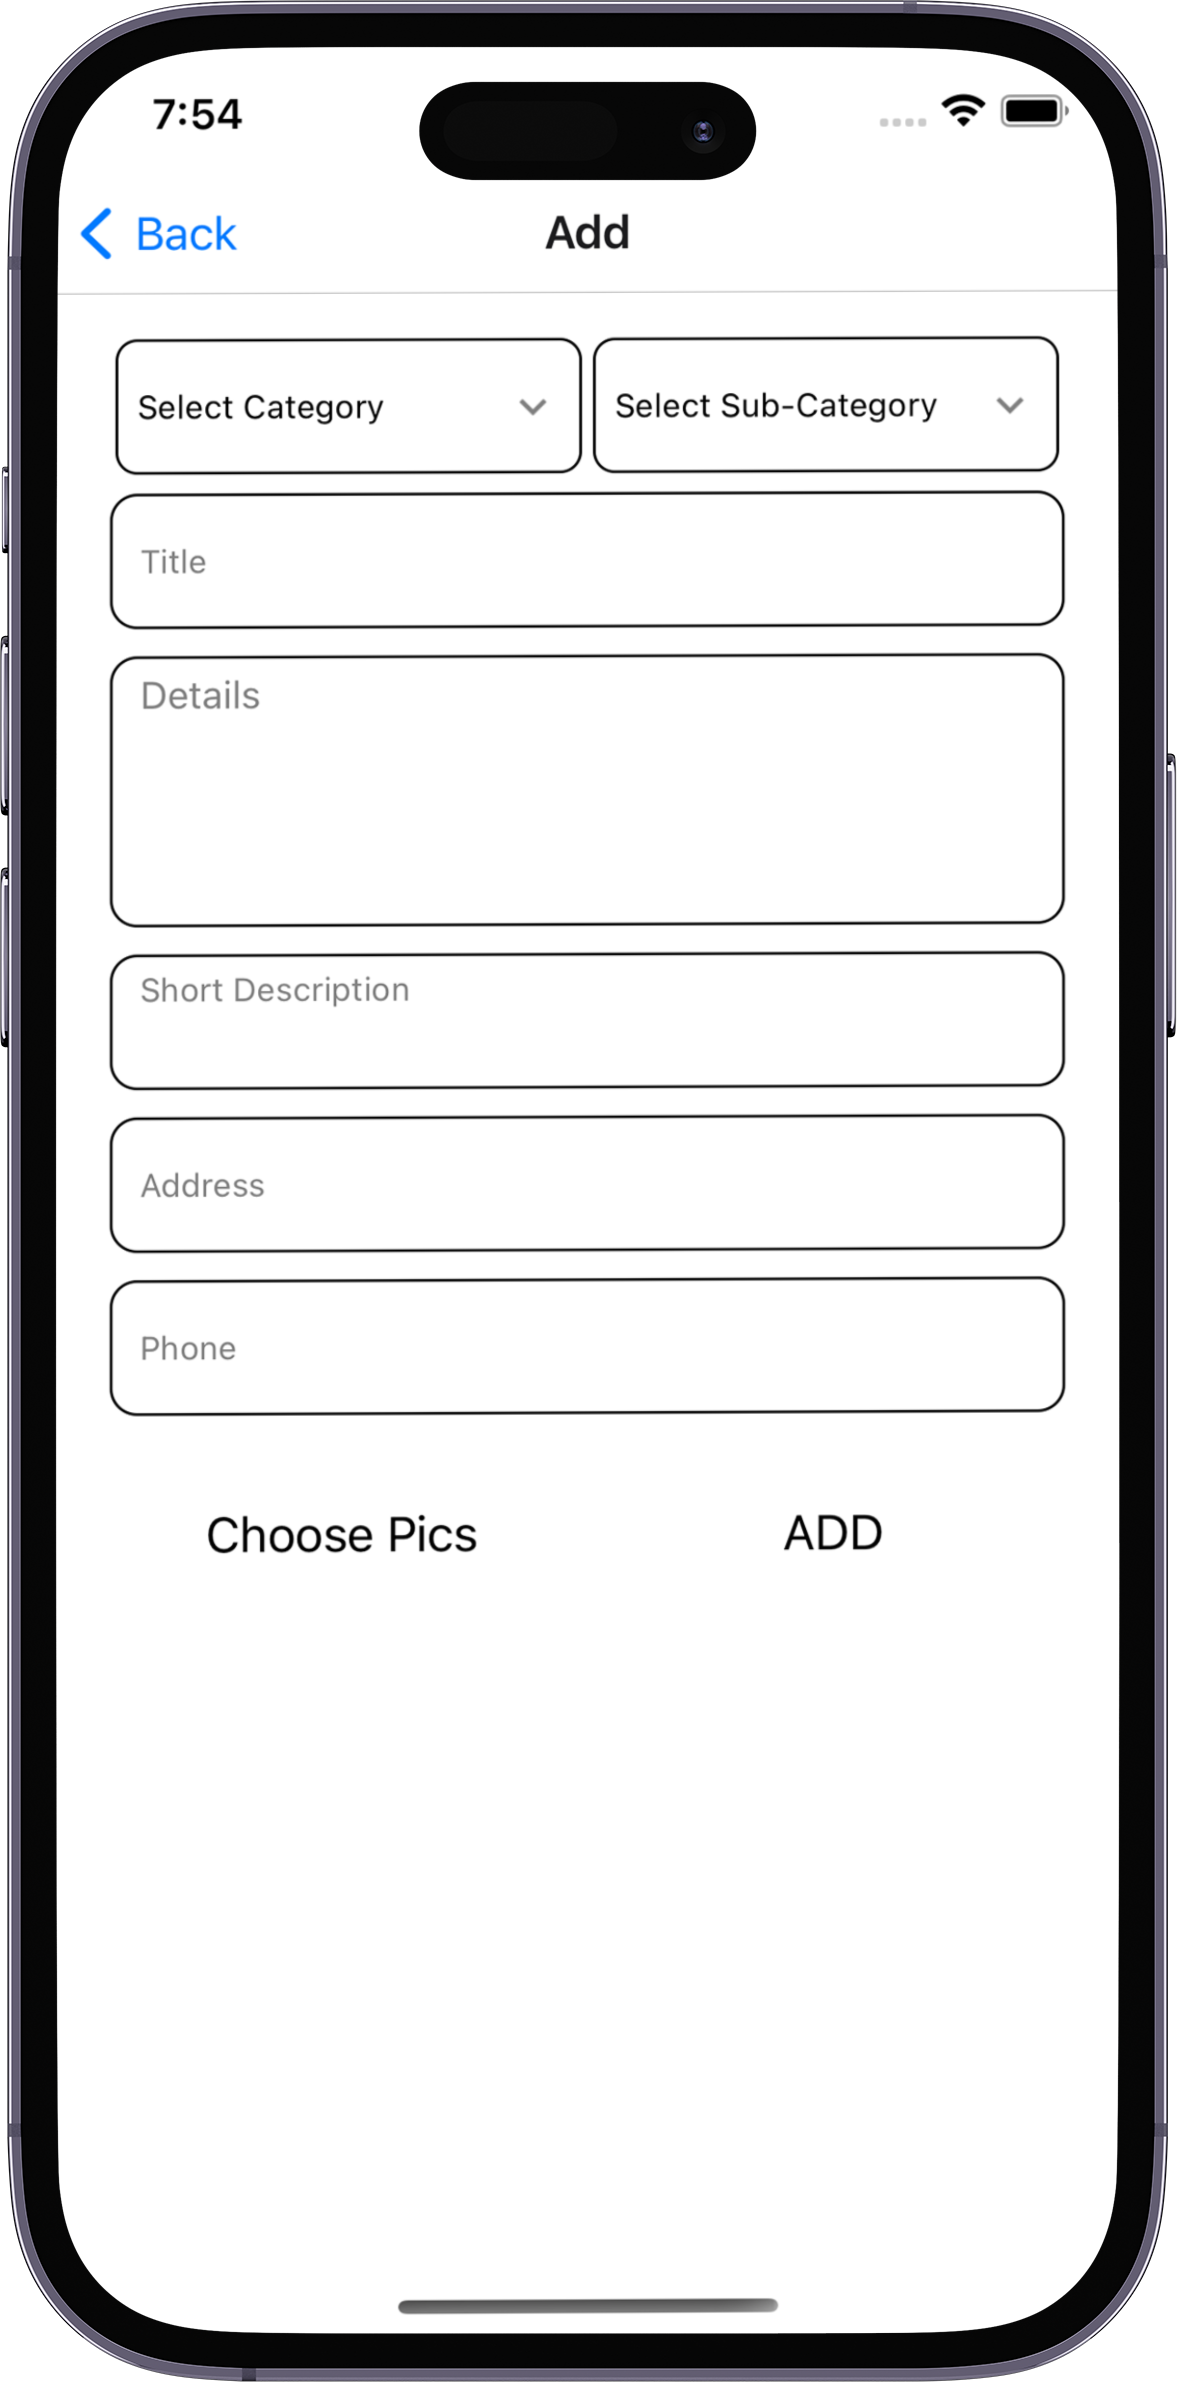 7:54
Back Add
Select Category Select Sub-Category
Title
Details
Short Description
Address
Phone
Choose Pics ADD